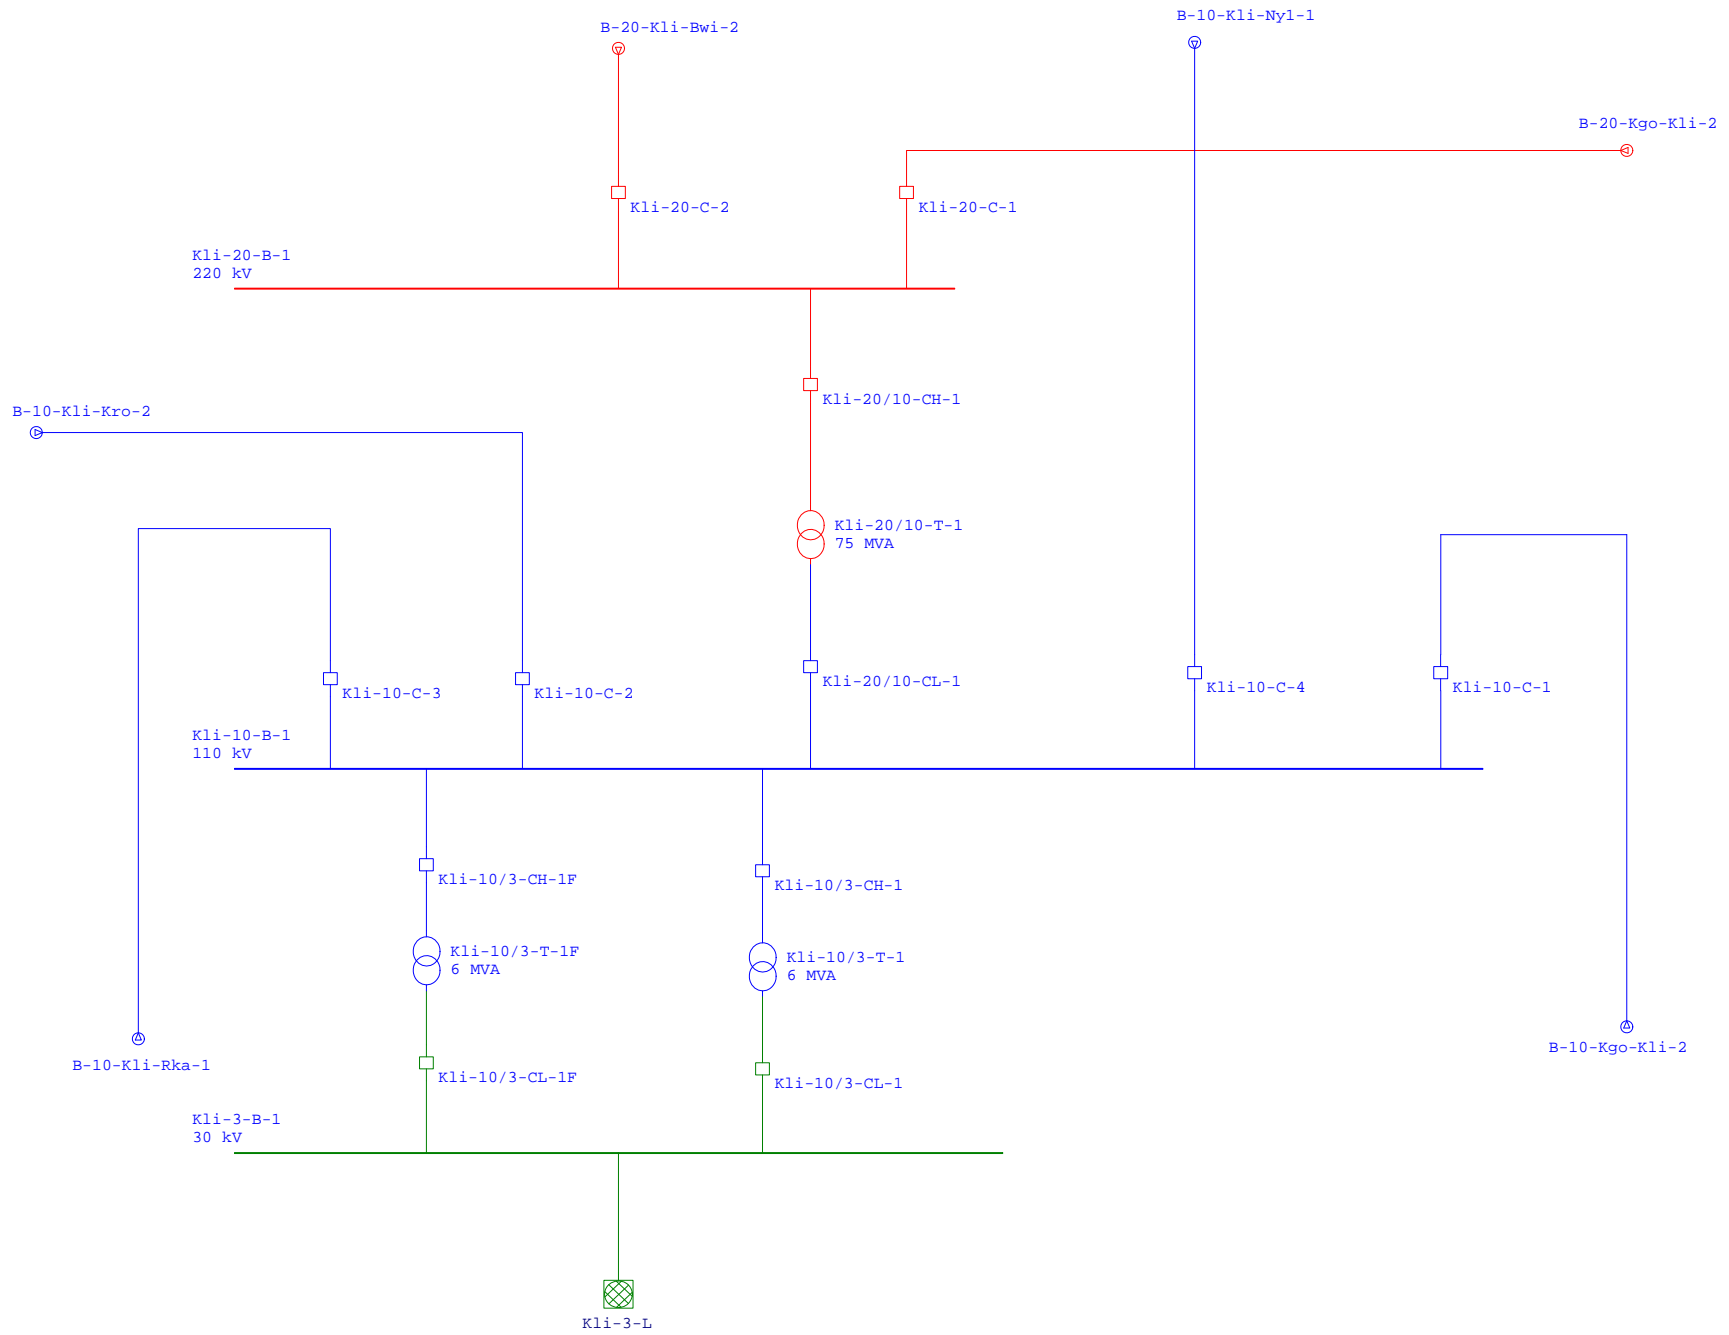 B-10-Kli-Nyl-1
B-20-Kli-Bwi-2
B-20-Kgo-Kli-2
Kli-20-C-2
Kli-20-C-1
Kli-20-B-1
220 kV
Kli-20/10-CH-1
B-10-Kli-Kro-2
Kli-20/10-T-1
75 MVA
Kli-20/10-CL-1
Kli-10-C-3
Kli-10-C-2
Kli-10-C-4
Kli-10-C-1
Kli-10-B-1
110 kV
Kli-10/3-CH-1F
Kli-10/3-CH-1
Kli-10/3-T-1F
6 MVA
Kli-10/3-T-1
6 MVA
B-10-Kgo-Kli-2
B-10-Kli-Rka-1
Kli-10/3-CL-1F
Kli-10/3-CL-1
Kli-3-B-1
30 kV
Kli-3-L